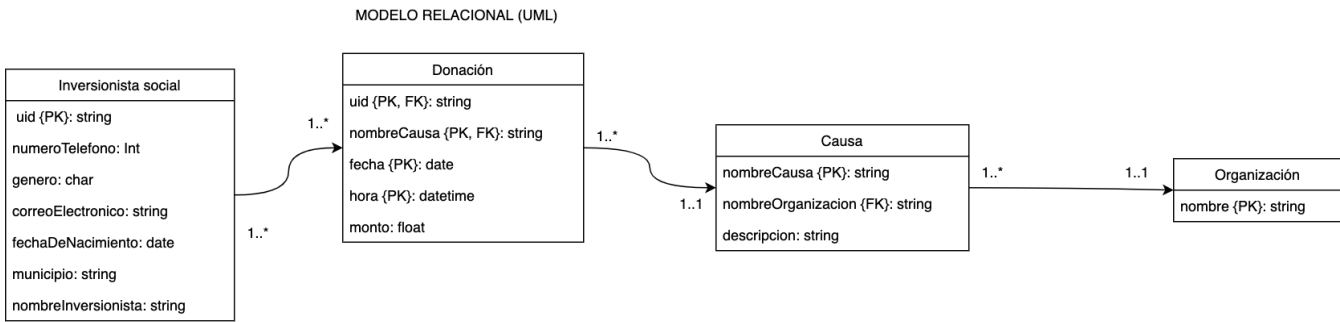 MODELO RELACIONAL (UML)
Inversionista social
uid {PK}: string
numeroTelefono: Int
genero: char
correoElectronico: string
fechaDeNacimiento: date
municipio: string
nombreInversionista: string
1..*
1..*
Donación
uid {PK, FK}: string
nombreCausa {PK, FK}: string
fecha {PK}: date
hora {PK}: datetime
monto: float
1..*
1..1
Causa
nombreCausa {PK}: string
nombreOrganizacion {FK}: string
descripcion: string
1..*
1..1
Organización
nombre {PK}: string